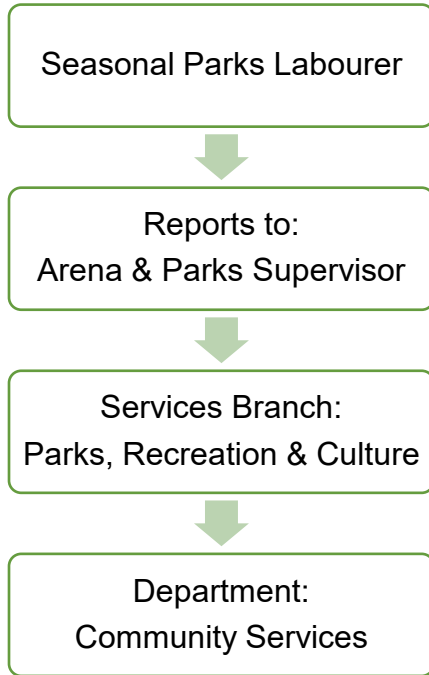 Seasonal Parks Labourer
Reports to:
Arena & Parks Supervisor
Services Branch:
Parks, Recreation & Culture
Department:
Community Services